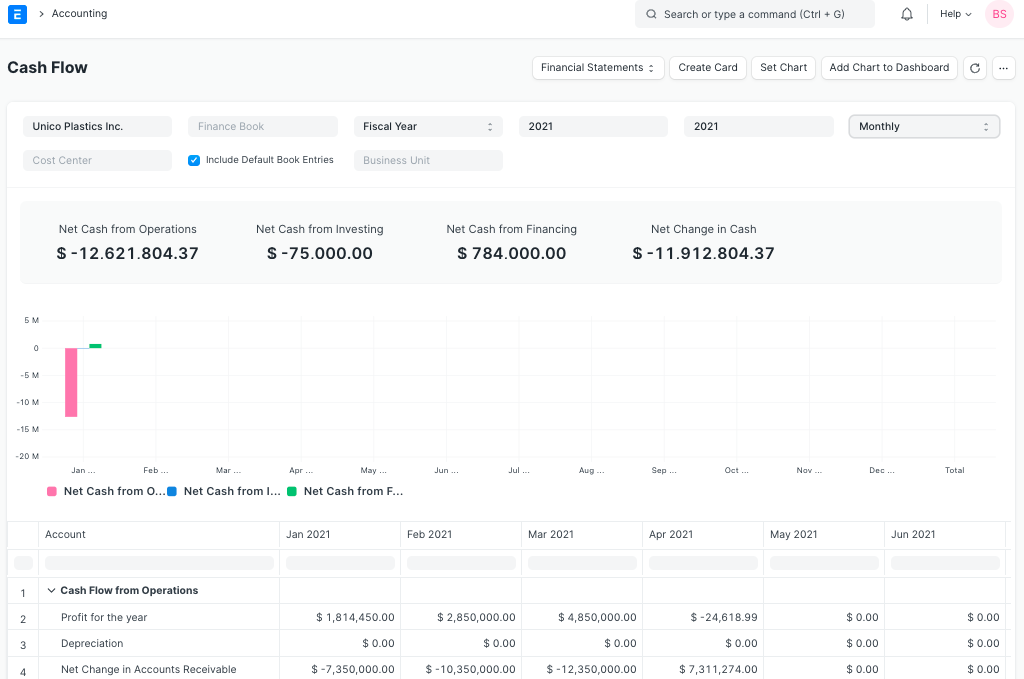 E
Accounting
Search or type a command (Ctrl + G)
Help
BS
Cash Flow
Financial Statements
Create Card
Set Chart
Add Chart to Dashboard
...
Unico Plastics Inc.
Finance Book
Fiscal Year
2021
2021
Monthly
Cost Center
Include Default Book Entries
Business Unit
Net Cash from Operations
Net Cash from Investing
Net Cash from Financing
Net Change in Cash
$ -12.621.804.37
$ -75.000.00
$ 784.000.00
$ -11.912.804.37
5 M
0
-5 M
-10 M
-15 M
-20 M
Jan ... Feb ... Mar ... Apr ... May ... Jun ... Jul ... Aug ... Sep ... Oct ... Nov ... Dec ... Total
Net Cash from O... Net Cash from I... Net Cash from F...
Account Jan 2021 Feb 2021 Mar 2021 Apr 2021 May 2021 Jun 2021
1 Cash Flow from Operations
2 Profit for the year $ 1,814,450.00 $ 2,850,000.00 $ 4,850,000.00 $ -24,618.99 $ 0.00 $ 0.00
3 Depreciation $ 0.00 $ 0.00 $ 0.00 $ 0.00 $ 0.00 $ 0.00
4 Net Change in Accounts Receivable $ -7,350,000.00 $ -10,350,000.00 $ -12,350,000.00 $ 7,311,274.00 $ 0.00 $ 0.00